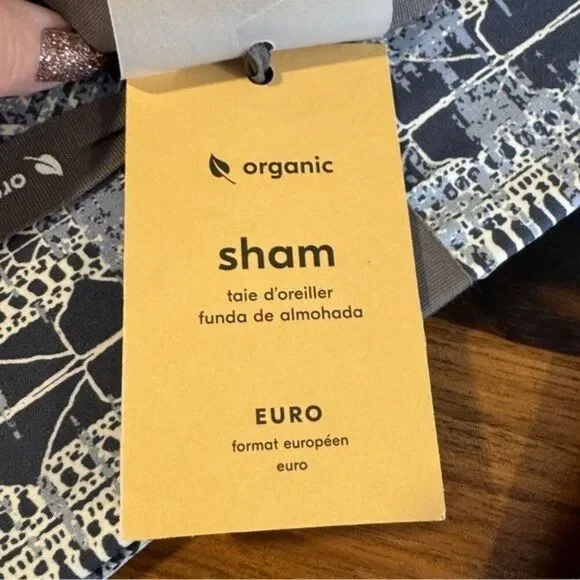 organic
sham
taie d'oreiller
funda de almohada
EURO
format européen
euro